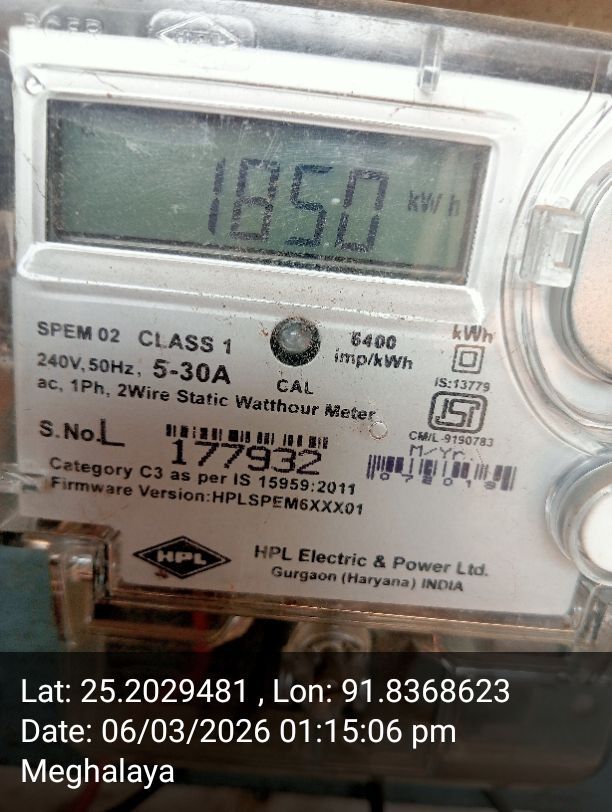 1850 kWh
SPEM 02 CLASS 1
6400
imp/kWh
kWh
240V, 50Hz, 5-30A
CAL
IS:13779
ac, 1Ph, 2Wire Static Watthour Meter
ISI
CM/L-9190783
S.No.L 177932
M/Yr.
072019
Category C3 as per IS 15959:2011
Firmware Version:HPLSPEM6XXX01
HPL
HPL Electric & Power Ltd.
Gurgaon (Haryana) INDIA
Lat: 25.2029481 , Lon: 91.8368623
Date: 06/03/2026 01:15:06 pm
Meghalaya